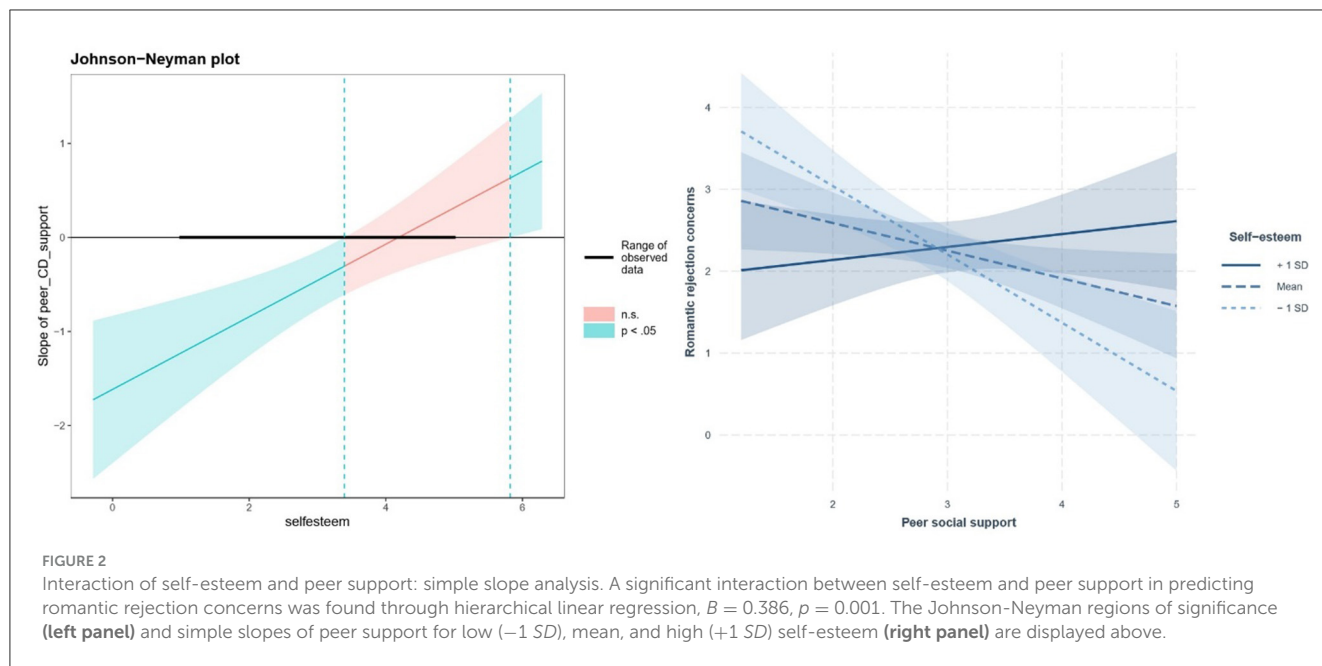 Johnson−Neyman plot
Slope of peer_CD_support
1
0
−1
−2
0
2
4
6
selfesteem
Range of
observed
data
n.s.
p < .05
Romantic rejection concerns
4
3
2
1
0
2
3
4
5
Peer social support
Self-esteem
+ 1 SD
Mean
− 1 SD
FIGURE 2
Interaction of self-esteem and peer support: simple slope analysis. A significant interaction between self-esteem and peer support in predicting
romantic rejection concerns was found through hierarchical linear regression, B = 0.386, p = 0.001. The Johnson-Neyman regions of significance
(left panel) and simple slopes of peer support for low (−1 SD), mean, and high (+1 SD) self-esteem (right panel) are displayed above.